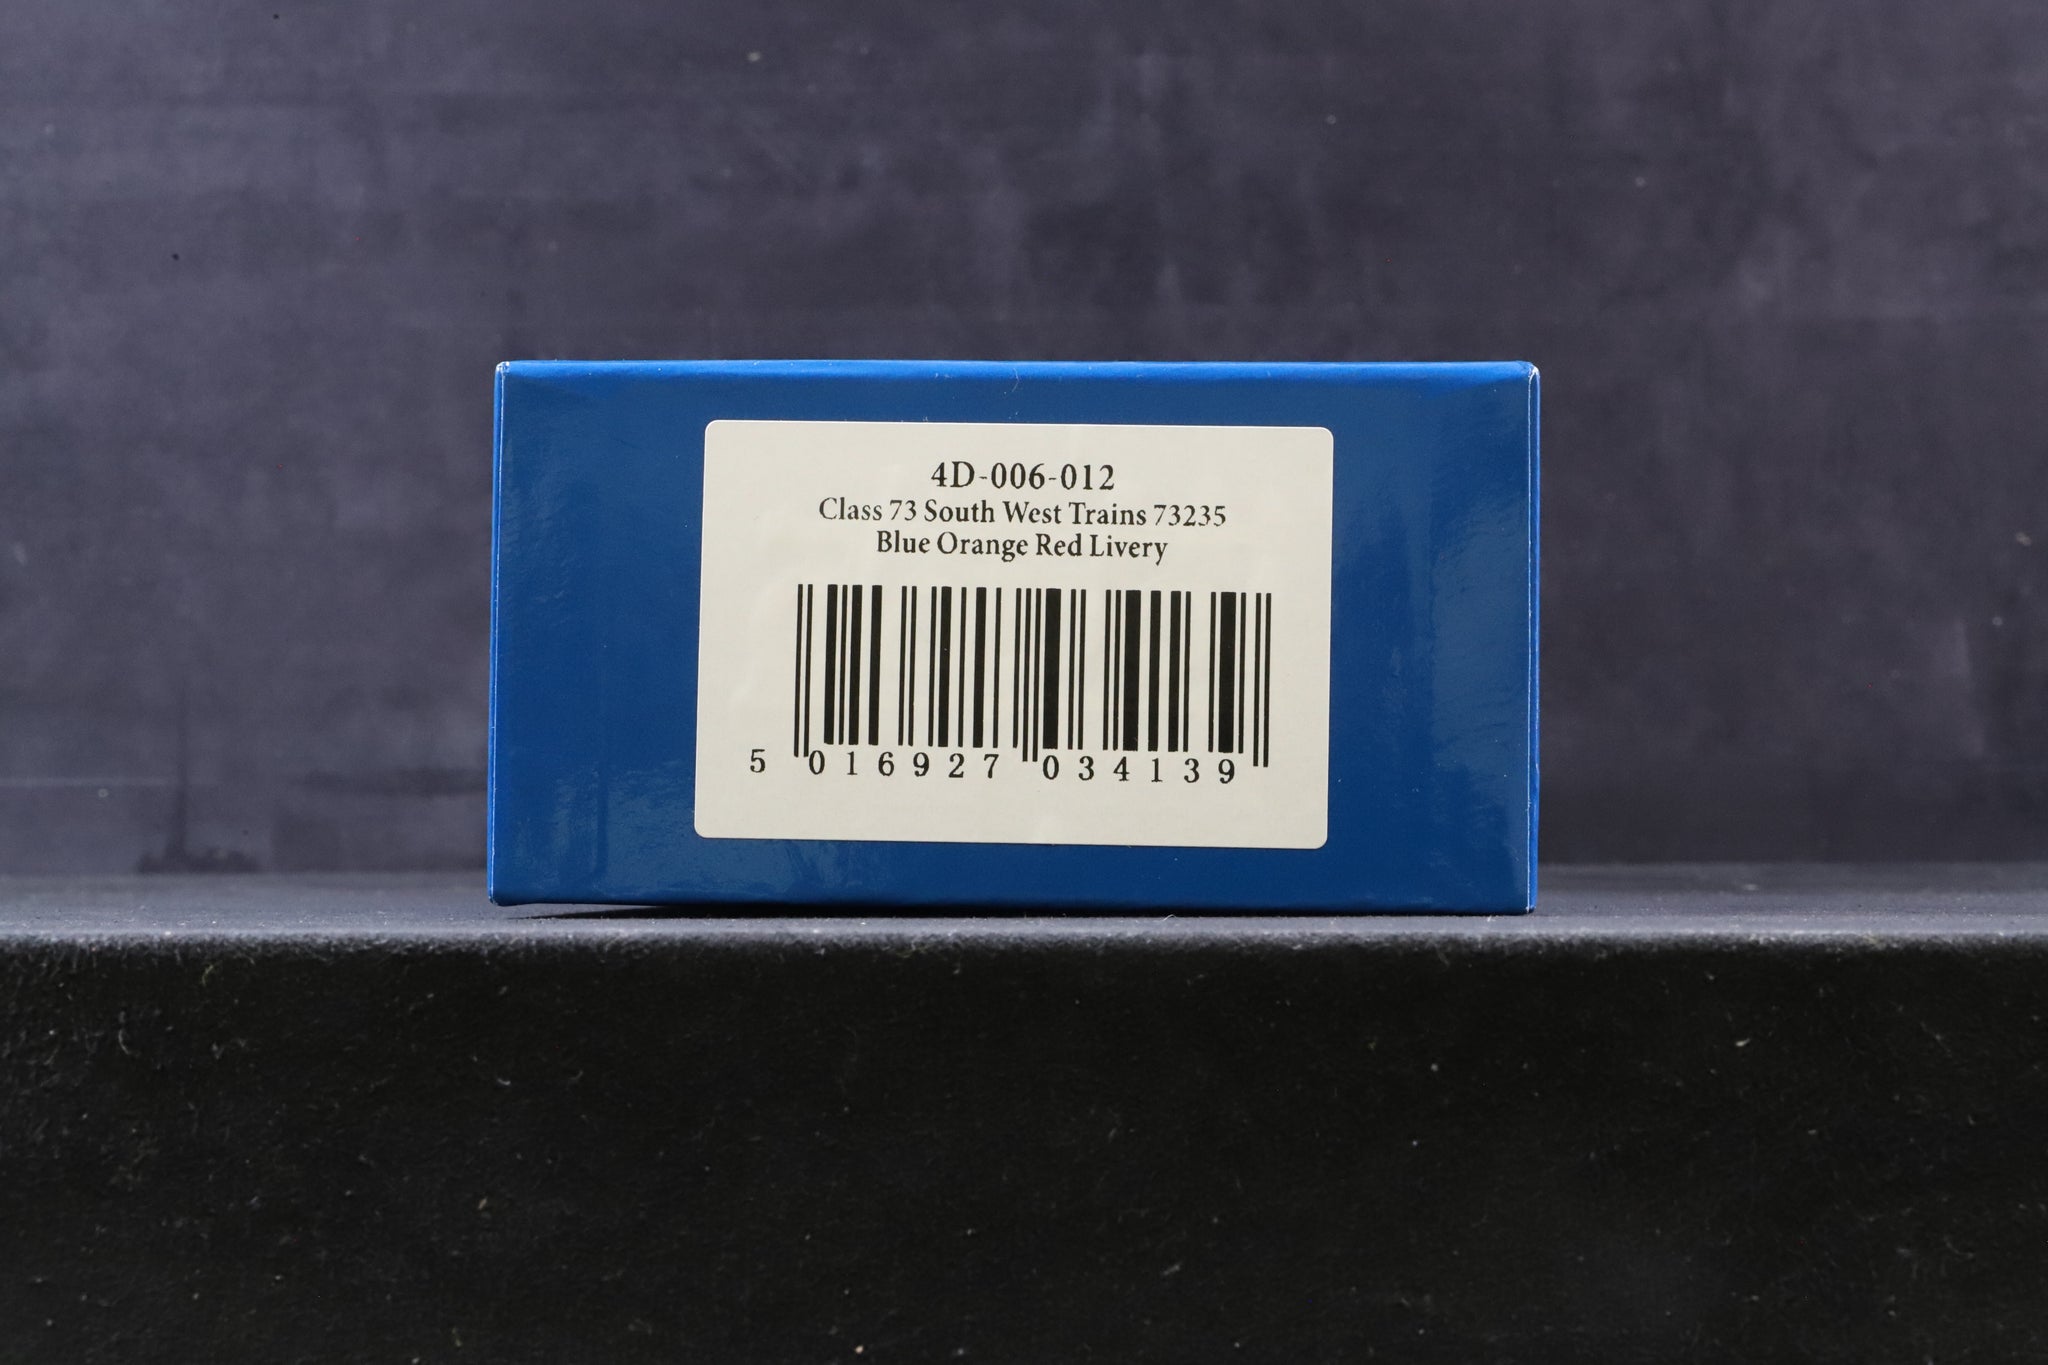 4D-006-012
Class 73 South West Trains 73235
Blue Orange Red Livery
5 016927 034139